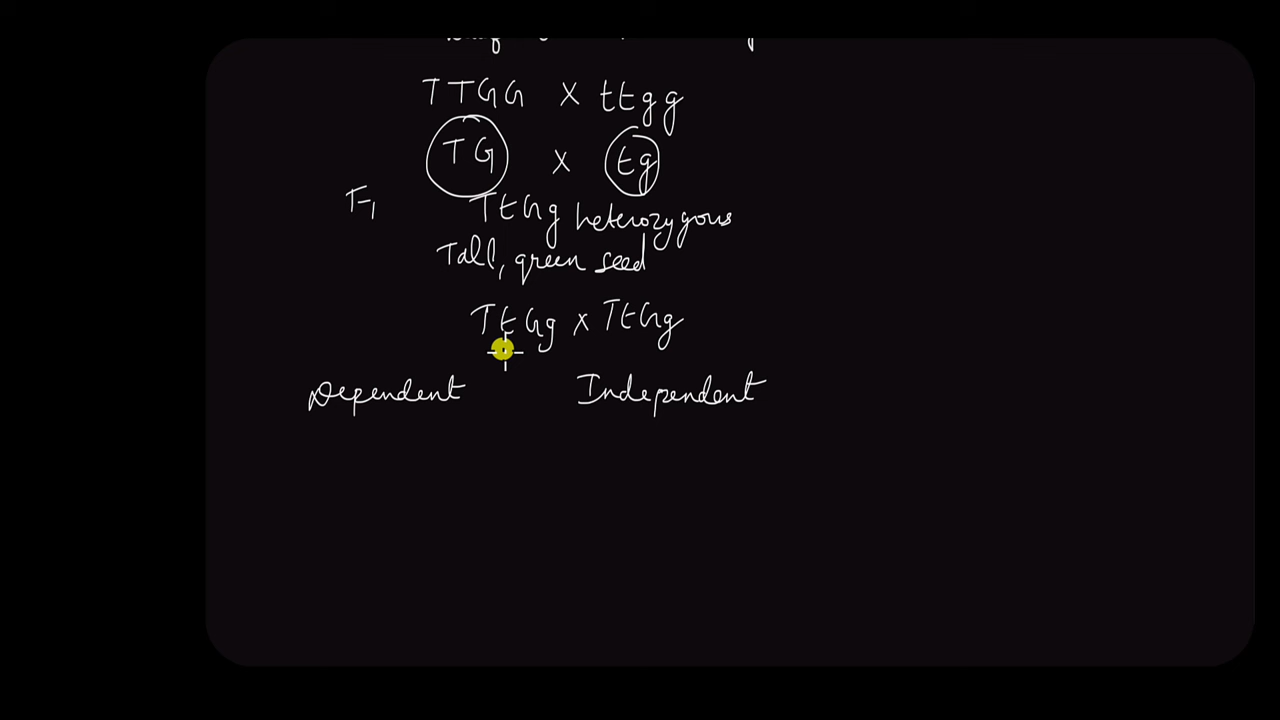 TTGG X ttgg
TG X tg
F1 TtGg heterozygous
Tall, green seed
TtGg x TtGg
Dependent Independent